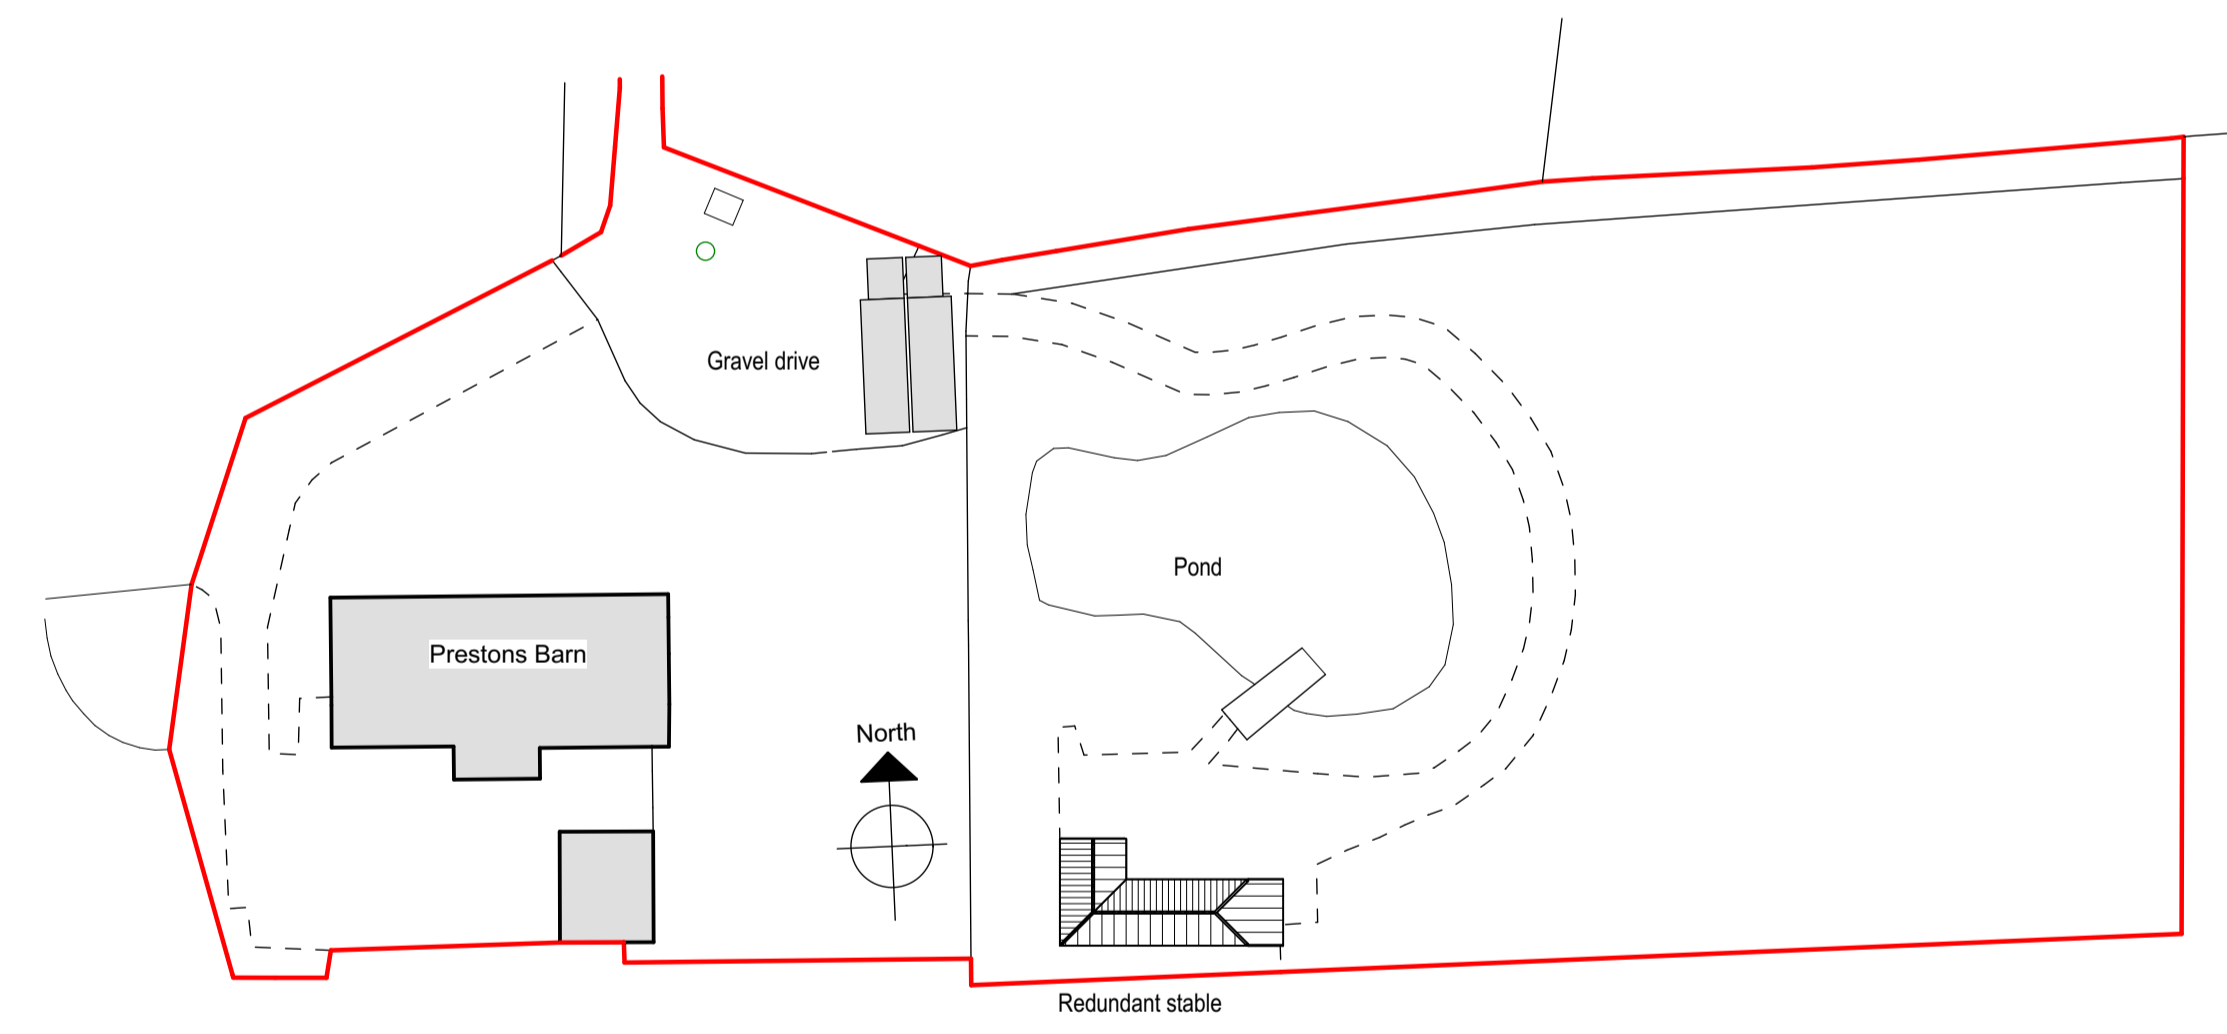 Gravel drive
Pond
Prestons Barn
North
Redundant stable